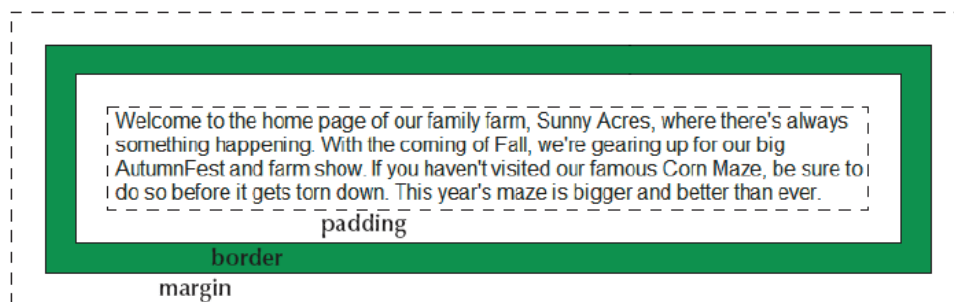 Welcome to the home page of our family farm, Sunny Acres, where there's always
something happening. With the coming of Fall, we're gearing up for our big
AutumnFest and farm show. If you haven't visited our famous Corn Maze, be sure to
do so before it gets torn down. This year's maze is bigger and better than ever.
padding
border
margin